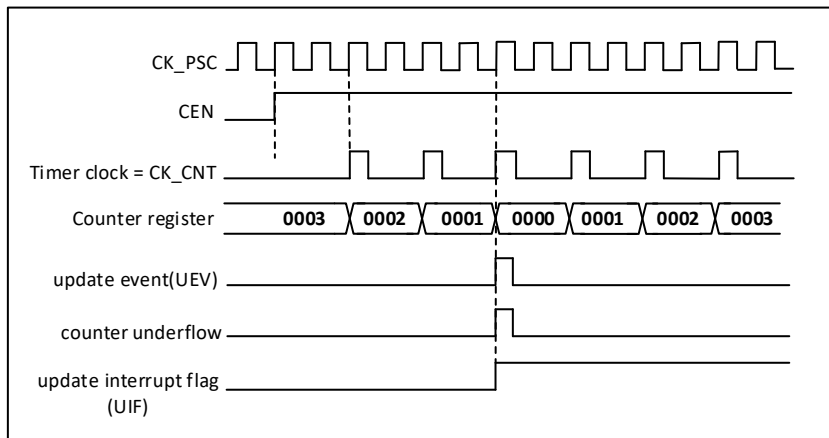 CK_PSC
CEN
Timer clock = CK_CNT
Counter register 0003 0002 0001 0000 0001 0002 0003
update event(UEV)
counter underflow
update interrupt flag
(UIF)